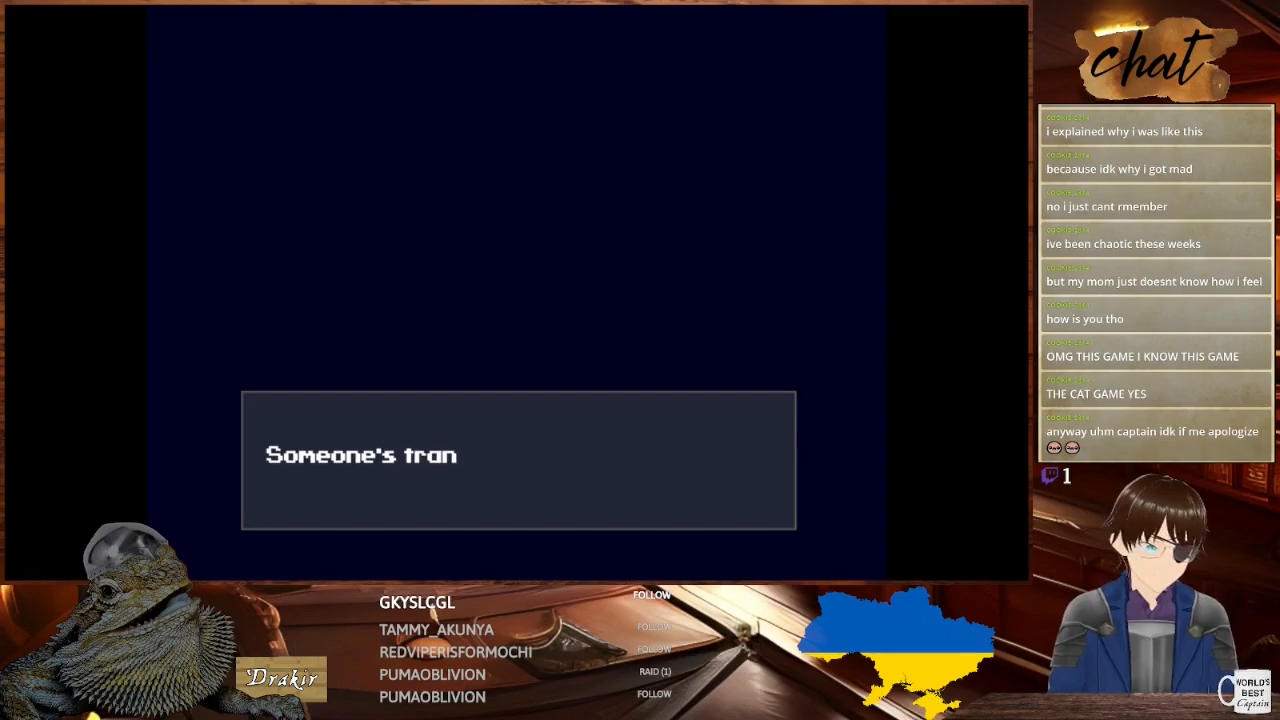 chat
i explained why i was like this
becaause idk why i got mad
no i just cant rmember
ive been chaotic these weeks
but my mom just doesnt know how i feel
how is you tho
OMG THIS GAME I KNOW THIS GAME
THE CAT GAME YES
anyway uhm captain idk if me apologize
1
Someone's tran
GKYSLCGL FOLLOW
TAMMY_AKUNYA FOLLOW
REDVIPERISFORMOCHI FOLLOW
PUMAOBLIVION RAID (1)
PUMAOBLIVION FOLLOW
Drakir
WORLD'S
BEST
Captain